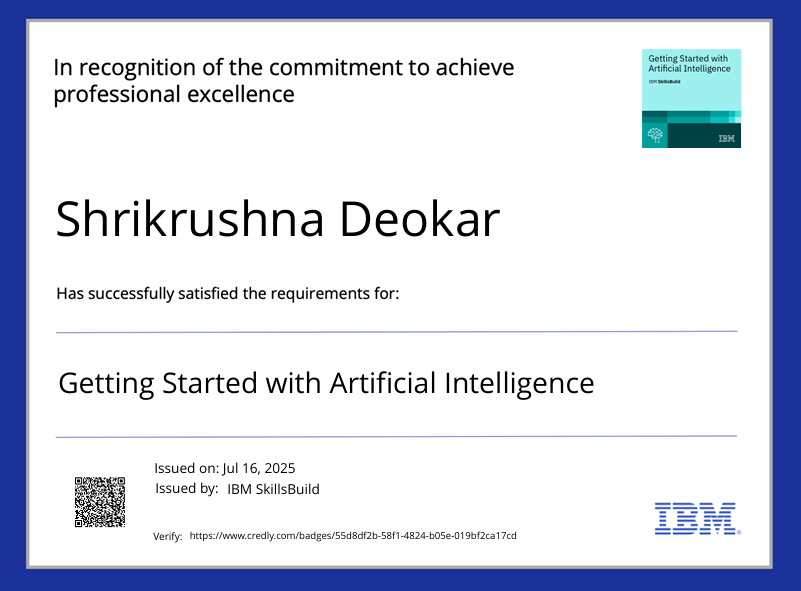 In recognition of the commitment to achieve
professional excellence
Getting Started with
Artificial Intelligence
IBM SkillsBuild
IBM
Shrikrushna Deokar
Has successfully satisfied the requirements for:
Getting Started with Artificial Intelligence
Issued on: Jul 16, 2025
Issued by: IBM SkillsBuild
Verify: https://www.credly.com/badges/55d8df2b-58f1-4824-b05e-019bf2ca17cd
IBM®